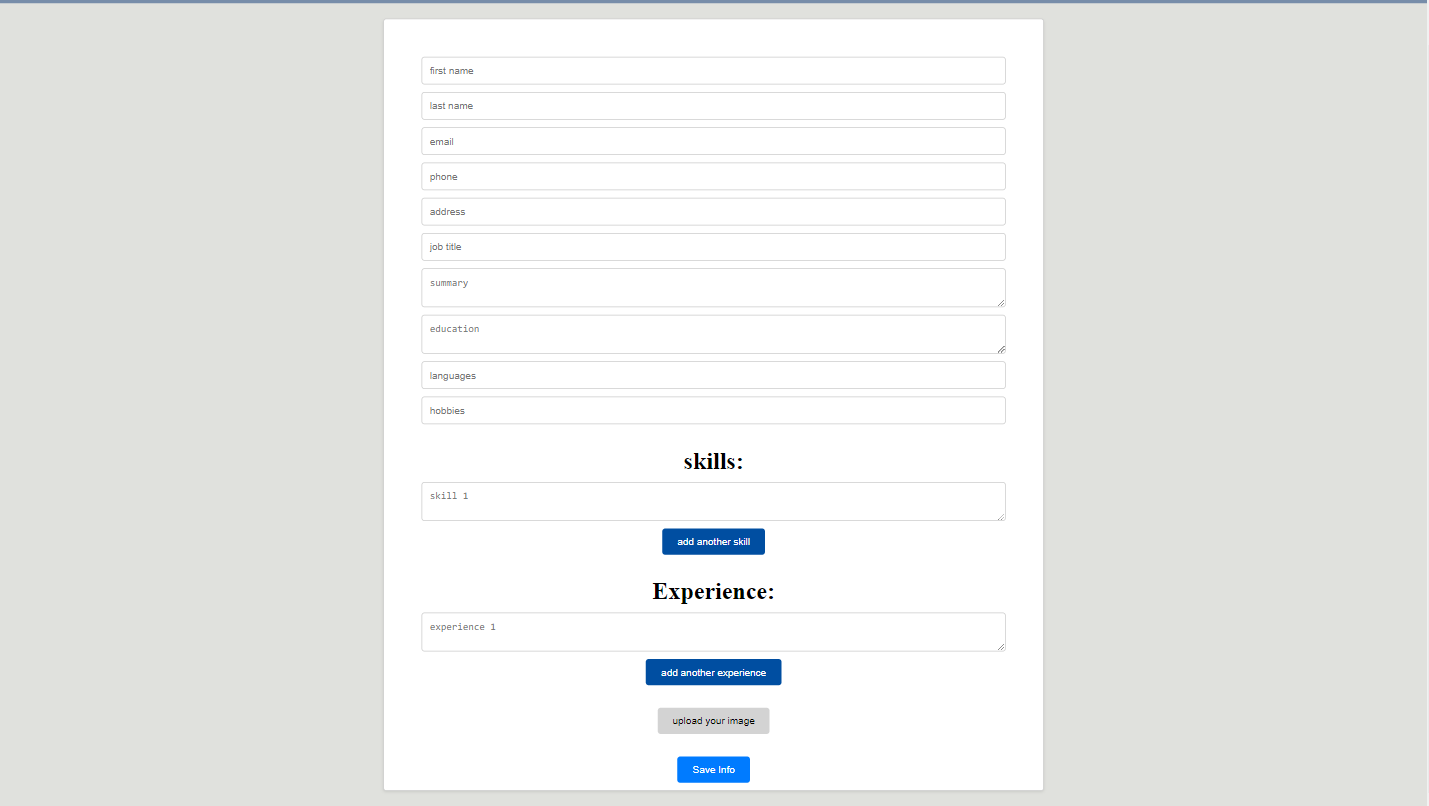 first name
last name
email
phone
address
job title
summary
education
languages
hobbies
skills:
skill 1
add another skill
Experience:
experience 1
add another experience
upload your image
Save Info